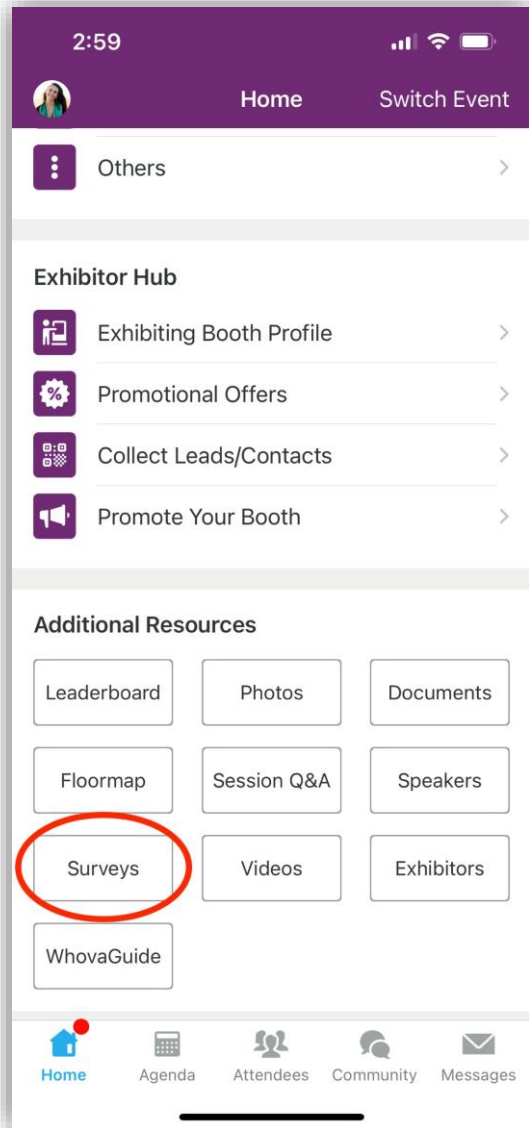 2:59
Home Switch Event
Others
Exhibitor Hub
Exhibiting Booth Profile
Promotional Offers
Collect Leads/Contacts
Promote Your Booth
Additional Resources
Leaderboard Photos Documents
Floormap Session Q&A Speakers
Surveys Videos Exhibitors
WhovaGuide
Home Agenda Attendees Community Messages